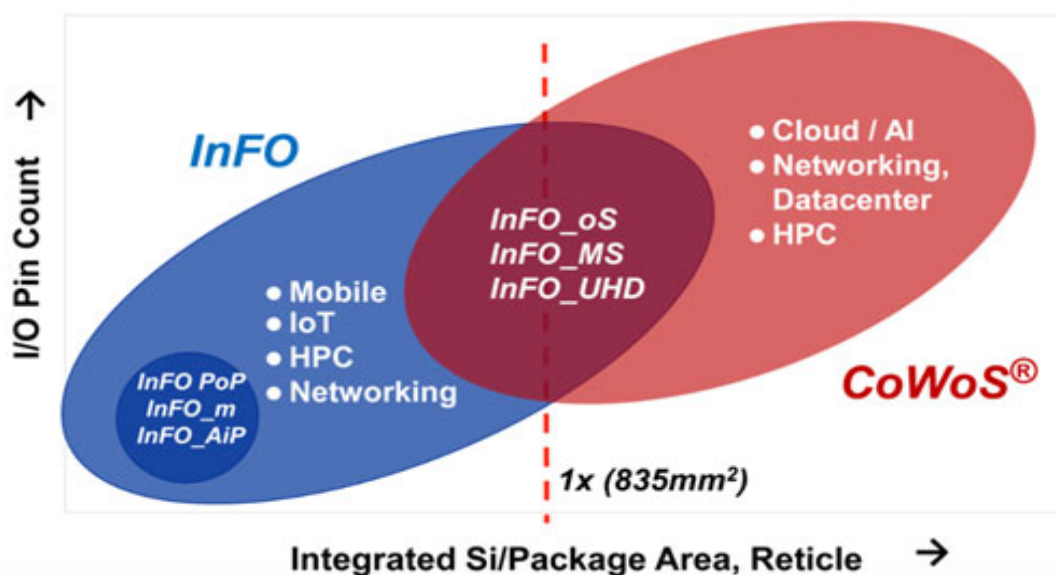 I/O Pin Count →
InFO
● Cloud / AI
● Networking,
Datacenter
● HPC
InFO_oS
InFO_MS
InFO_UHD
● Mobile
● IoT
● HPC
● Networking
InFO PoP
InFO_m
InFO_AiP
CoWoS®
1x (835mm²)
Integrated Si/Package Area, Reticle →